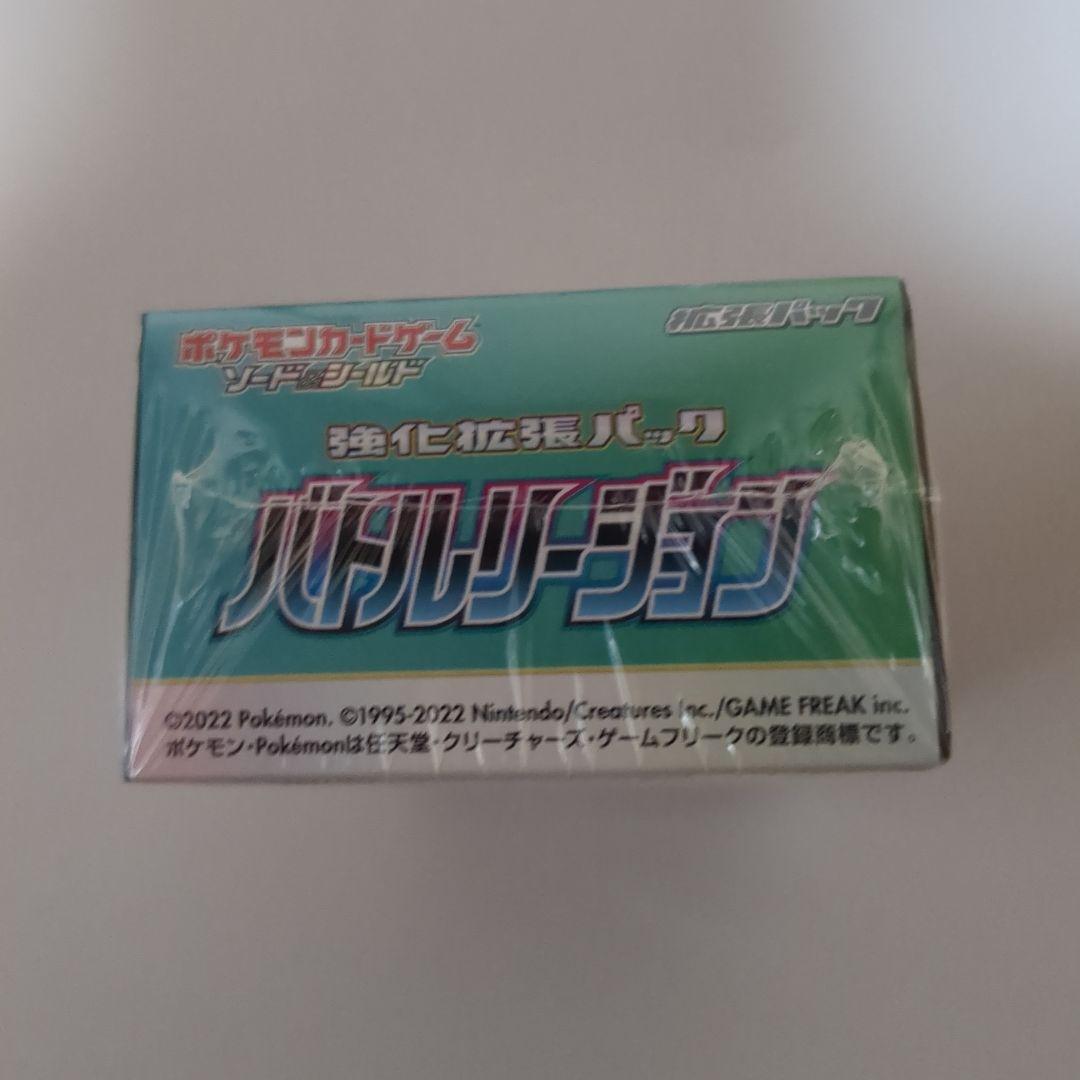 ポケモンカードゲーム
ソード&シールド
拡張パック
強化拡張パック
バトルリージョン
©2022 Pokémon. ©1995-2022 Nintendo/Creatures Inc./GAME FREAK inc.
ポケモン・Pokémonは任天堂・クリーチャーズ・ゲームフリークの登録商標です。